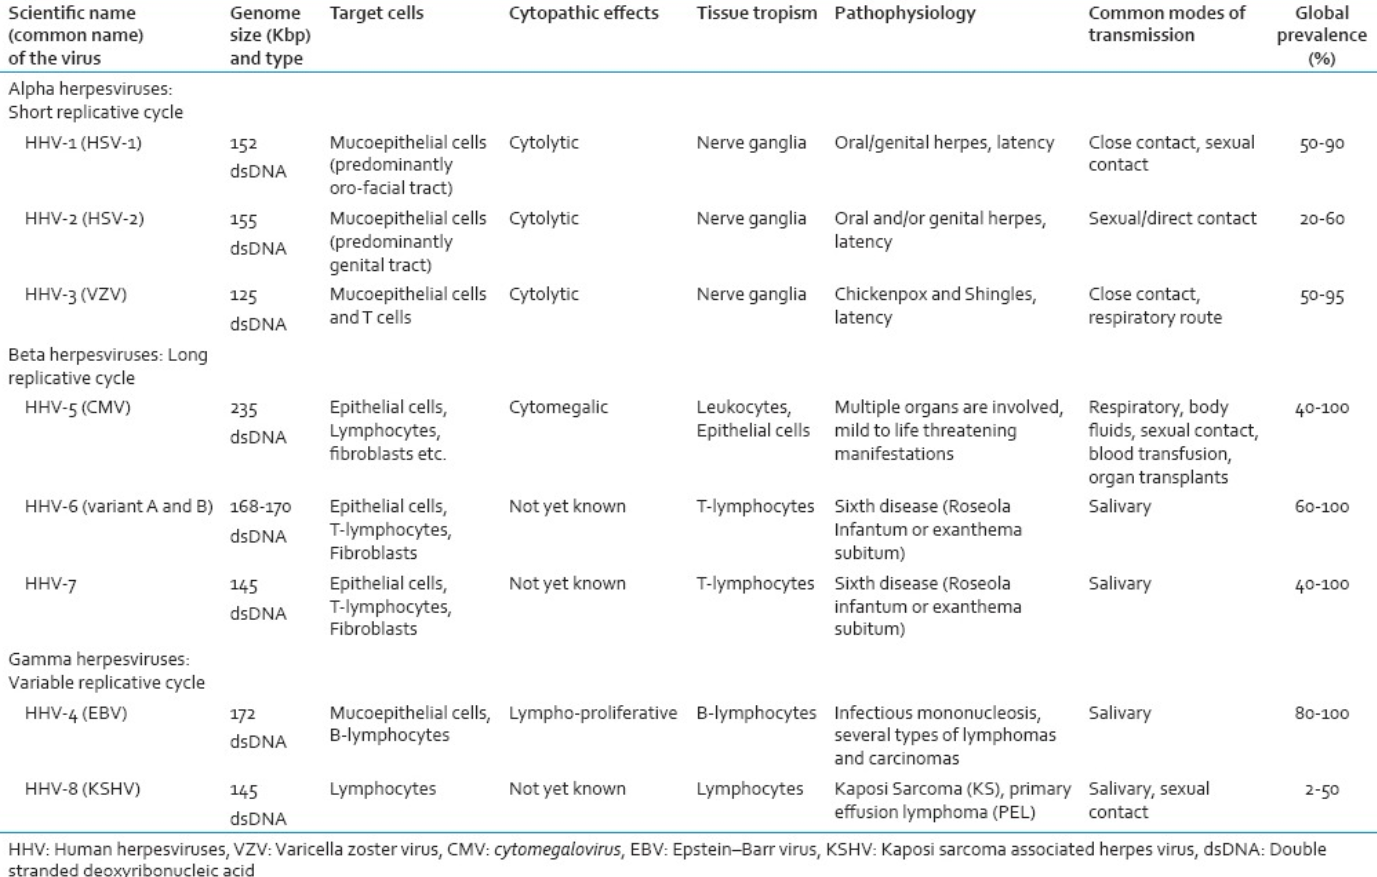 Scientific name (common name) of the virus | Genome size (Kbp) and type | Target cells | Cytopathic effects | Tissue tropism | Pathophysiology | Common modes of transmission | Global prevalence (%)
Alpha herpesviruses:
Short replicative cycle
HHV-1 (HSV-1) | 152 dsDNA | Mucoepithelial cells (predominantly oro-facial tract) | Cytolytic | Nerve ganglia | Oral/genital herpes, latency | Close contact, sexual contact | 50-90
HHV-2 (HSV-2) | 155 dsDNA | Mucoepithelial cells (predominantly genital tract) | Cytolytic | Nerve ganglia | Oral and/or genital herpes, latency | Sexual/direct contact | 20-60
HHV-3 (VZV) | 125 dsDNA | Mucoepithelial cells and T cells | Cytolytic | Nerve ganglia | Chickenpox and Shingles, latency | Close contact, respiratory route | 50-95
Beta herpesviruses: Long
replicative cycle
HHV-5 (CMV) | 235 dsDNA | Epithelial cells, Lymphocytes, fibroblasts etc. | Cytomegalic | Leukocytes, Epithelial cells | Multiple organs are involved, mild to life threatening manifestations | Respiratory, body fluids, sexual contact, blood transfusion, organ transplants | 40-100
HHV-6 (variant A and B) | 168-170 dsDNA | Epithelial cells, T-lymphocytes, Fibroblasts | Not yet known | T-lymphocytes | Sixth disease (Roseola Infantum or exanthema subitum) | Salivary | 60-100
HHV-7 | 145 dsDNA | Epithelial cells, T-lymphocytes, Fibroblasts | Not yet known | T-lymphocytes | Sixth disease (Roseola infantum or exanthema subitum) | Salivary | 40-100
Gamma herpesviruses:
Variable replicative cycle
HHV-4 (EBV) | 172 dsDNA | Mucoepithelial cells, B-lymphocytes | Lympho-proliferative | B-lymphocytes | Infectious mononucleosis, several types of lymphomas and carcinomas | Salivary | 80-100
HHV-8 (KSHV) | 145 dsDNA | Lymphocytes | Not yet known | Lymphocytes | Kaposi Sarcoma (KS), primary effusion lymphoma (PEL) | Salivary, sexual contact | 2-50
HHV: Human herpesviruses, VZV: Varicella zoster virus, CMV: cytomegalovirus, EBV: Epstein–Barr virus, KSHV: Kaposi sarcoma associated herpes virus, dsDNA: Double
stranded deoxyribonucleic acid